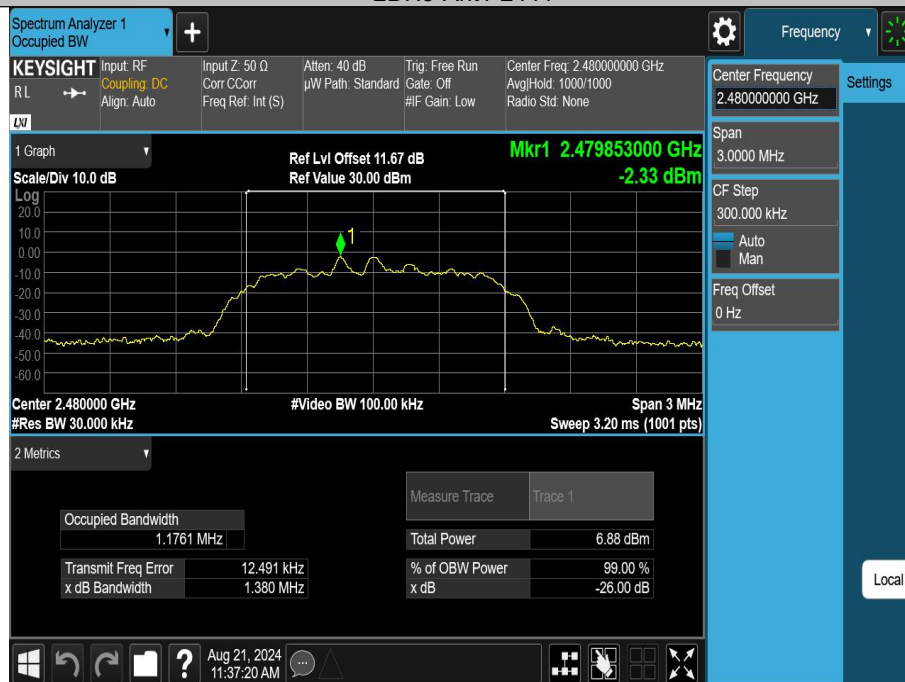 Spectrum Analyzer 1
Occupied BW
+
Frequency
KEYSIGHT
R L
LXI
Input: RF
Coupling: DC
Align: Auto
Input Z: 50 Ω
Corr CCorr
Freq Ref: Int (S)
Atten: 40 dB
µW Path: Standard
Trig: Free Run
Gate: Off
#IF Gain: Low
Center Freq: 2.480000000 GHz
Avg|Hold: 1000/1000
Radio Std: None
Center Frequency
2.480000000 GHz
Settings
Span
3.0000 MHz
CF Step
300.000 kHz
Auto
Man
Freq Offset
0 Hz
Local
1 Graph
Scale/Div 10.0 dB
Ref Lvl Offset 11.67 dB
Ref Value 30.00 dBm
Mkr1 2.479853000 GHz
-2.33 dBm
Log
20.0
10.0
0.00
-10.0
-20.0
-30.0
-40.0
-50.0
-60.0
1
Center 2.480000 GHz
#Res BW 30.000 kHz
#Video BW 100.00 kHz
Span 3 MHz
Sweep 3.20 ms (1001 pts)
2 Metrics
Measure Trace Trace 1
Occupied Bandwidth
1.1761 MHz
Total Power 6.88 dBm
Transmit Freq Error 12.491 kHz
% of OBW Power 99.00 %
x dB Bandwidth 1.380 MHz
x dB -26.00 dB
?
Aug 21, 2024
11:37:20 AM